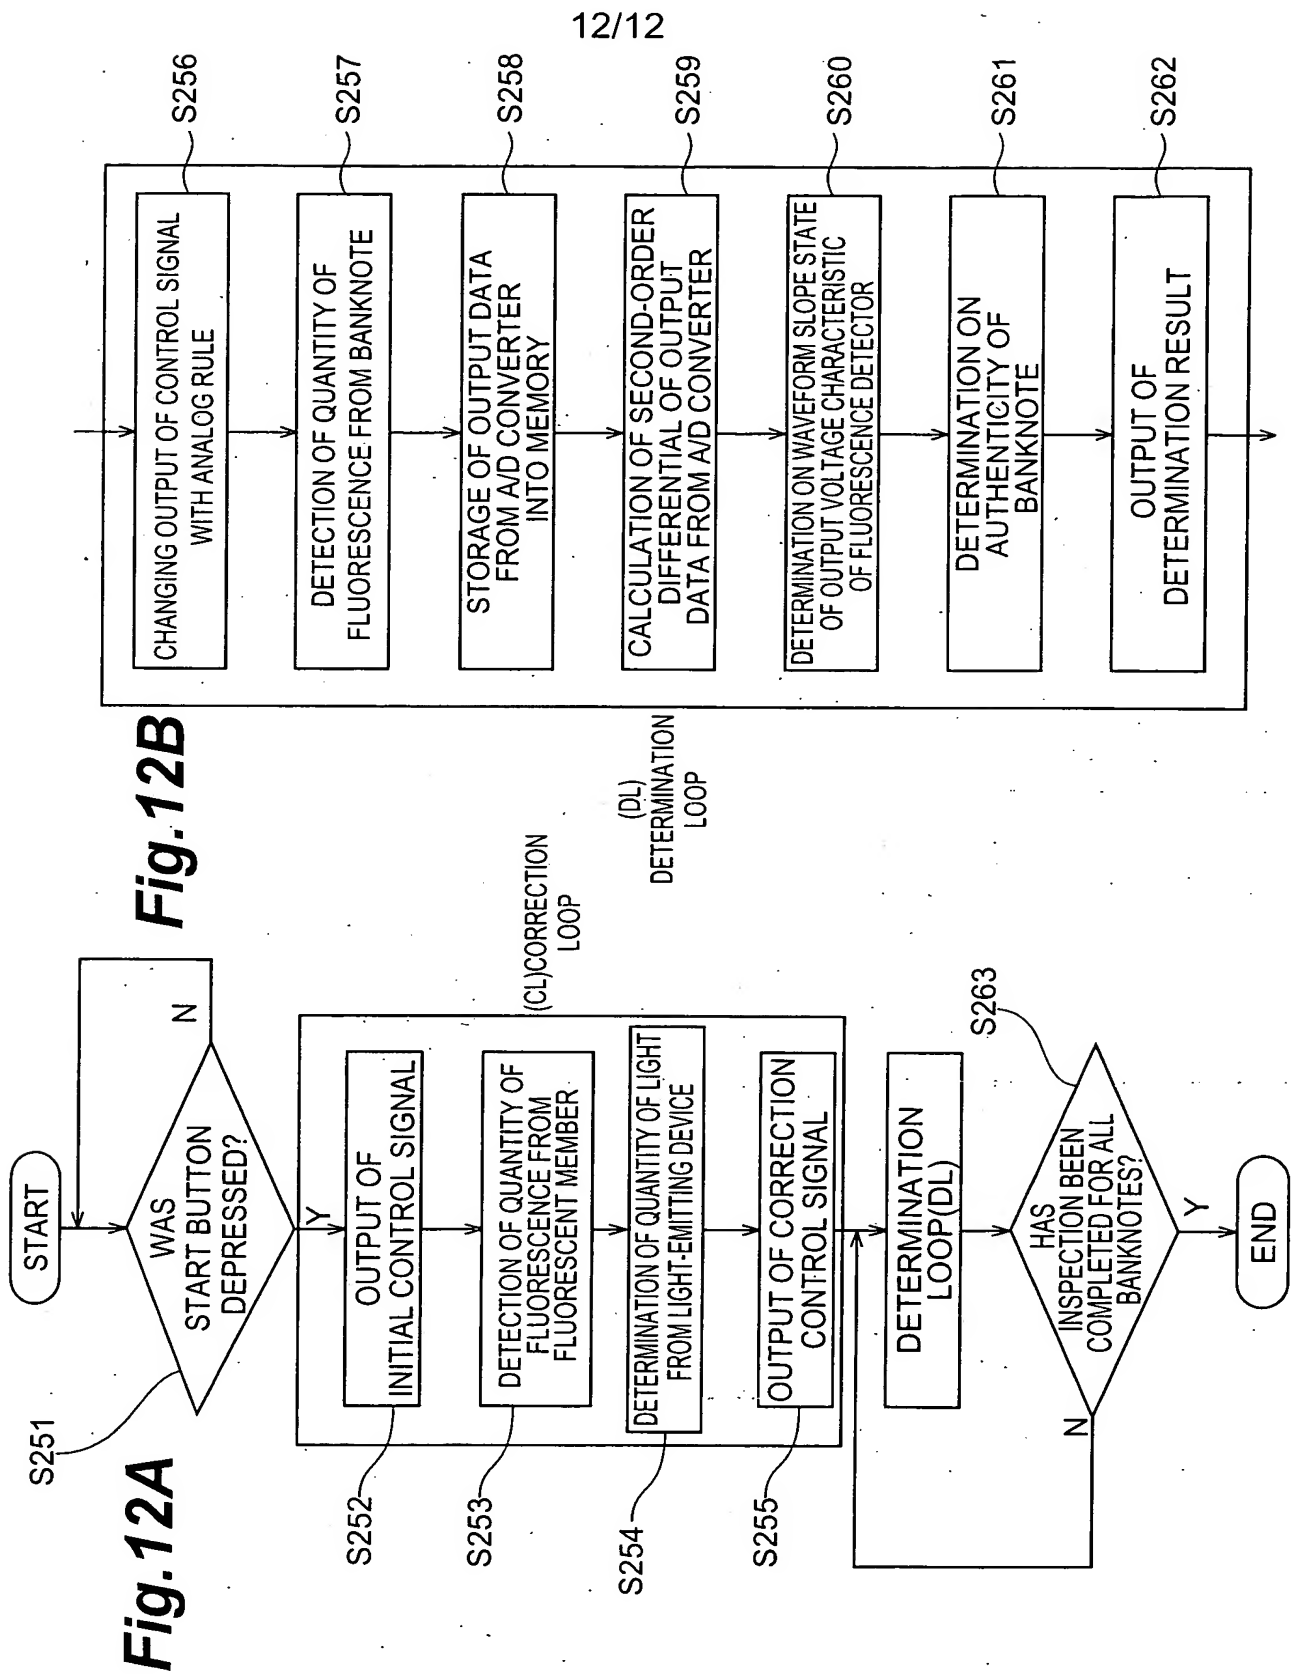 12/12
Fig.12A
START
S251
WAS
START BUTTON
DEPRESSED?
N
Y
(CL)CORRECTION
LOOP
S252
OUTPUT OF
INITIAL CONTROL SIGNAL
S253
DETECTION OF QUANTITY OF
FLUORESCENCE FROM
FLUORESCENT MEMBER
S254
DETERMINATION OF QUANTITY OF LIGHT
FROM LIGHT-EMITTING DEVICE
S255
OUTPUT OF CORRECTION
CONTROL SIGNAL
DETERMINATION
LOOP(DL)
S263
HAS
INSPECTION BEEN
COMPLETED FOR ALL
BANKNOTES?
N
Y
END
Fig.12B
(DL)
DETERMINATION
LOOP
CHANGING OUTPUT OF CONTROL SIGNAL
WITH ANALOG RULE
S256
DETECTION OF QUANTITY OF
FLUORESCENCE FROM BANKNOTE
S257
STORAGE OF OUTPUT DATA
FROM A/D CONVERTER
INTO MEMORY
S258
CALCULATION OF SECOND-ORDER
DIFFERENTIAL OF OUTPUT
DATA FROM A/D CONVERTER
S259
DETERMINATION ON WAVEFORM SLOPE STATE
OF OUTPUT VOLTAGE CHARACTERISTIC
OF FLUORESCENCE DETECTOR
S260
DETERMINATION ON
AUTHENTICITY OF
BANKNOTE
S261
OUTPUT OF
DETERMINATION RESULT
S262